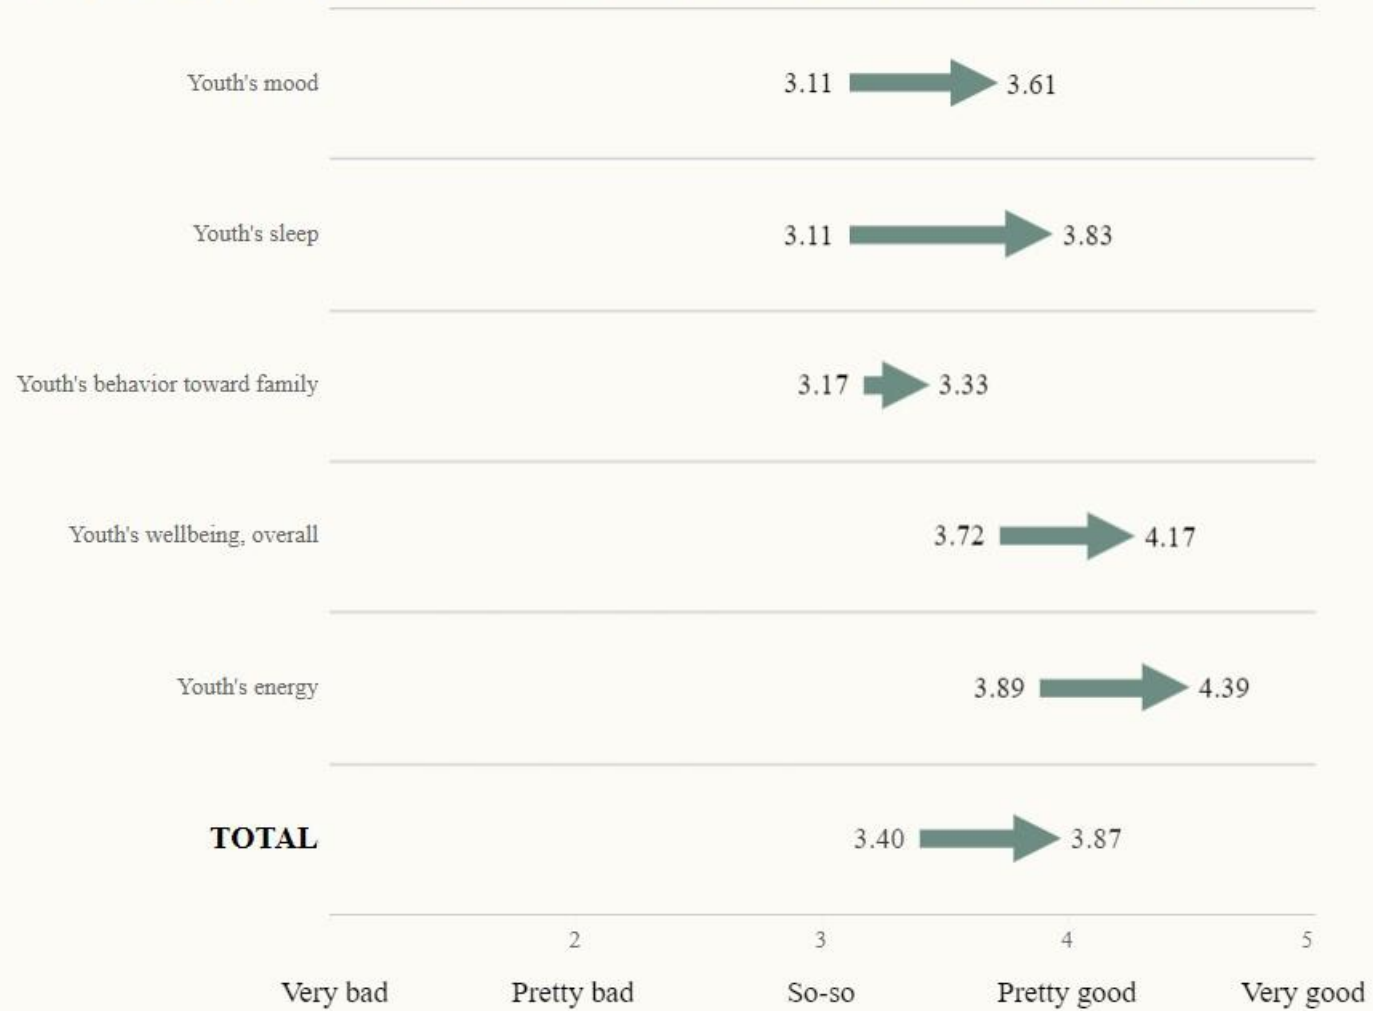 Youth's mood 3.11 3.61
Youth's sleep 3.11 3.83
Youth's behavior toward family 3.17 3.33
Youth's wellbeing, overall 3.72 4.17
Youth's energy 3.89 4.39
TOTAL 3.40 3.87
2 3 4 5
Very bad Pretty bad So-so Pretty good Very good